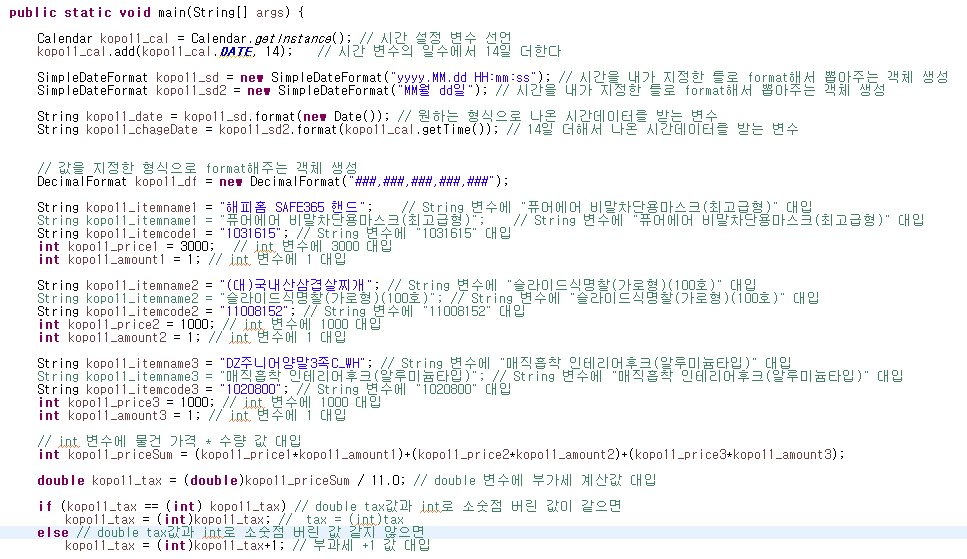 public static void main(String[] args) {
Calendar kopo11_cal = Calendar.getInstance(); // 시간 설정 변수 선언
kopo11_cal.add(kopo11_cal.DATE, 14); // 시간 변수의 일수에서 14일 더한다
SimpleDateFormat kopo11_sd = new SimpleDateFormat("yyyy.MM.dd HH:mm:ss"); // 시간을 내가 지정한 틀로 format해서 뽑아주는 객체 생성
SimpleDateFormat kopo11_sd2 = new SimpleDateFormat("MM월 dd일"); // 시간을 내가 지정한 틀로 format해서 뽑아주는 객체 생성
String kopo11_date = kopo11_sd.format(new Date()); // 원하는 형식으로 나온 시간데이터를 받는 변수
String kopo11_chageDate = kopo11_sd2.format(kopo11_cal.getTime()); // 14일 더해서 나온 시간데이터를 받는 변수
// 값을 지정한 형식으로 format해주는 객체 생성
DecimalFormat kopo11_df = new DecimalFormat("###,###,###,###,###");
String kopo11_itemname1 = "해피홈 SAFE365 핸드"; // String 변수에 "퓨어에어 비말차단용마스크(최고급형)" 대입
String kopo11_itemname1 = "퓨어에어 비말차단용마스크(최고급형)"; // String 변수에 "퓨어에어 비말차단용마스크(최고급형)" 대입
String kopo11_itemcode1 = "1031615"; // String 변수에 "1031615" 대입
int kopo11_price1 = 3000; // int 변수에 3000 대입
int kopo11_amount1 = 1; // int 변수에 1 대입
String kopo11_itemname2 = "(대)국내산삼겹살찌개"; // String 변수에 "슬라이드식명찰(가로형)(100호)" 대입
String kopo11_itemname2 = "슬라이드식명찰(가로형)(100호)"; // String 변수에 "슬라이드식명찰(가로형)(100호)" 대입
String kopo11_itemcode2 = "11008152"; // String 변수에 "11008152" 대입
int kopo11_price2 = 1000; // int 변수에 1000 대입
int kopo11_amount2 = 1; // int 변수에 1 대입
String kopo11_itemname3 = "DZ주니어양말3족C_WH"; // String 변수에 "매직흡착 인테리어후크(알루미늄타입)" 대입
String kopo11_itemname3 = "매직흡착 인테리어후크(알루미늄타입)"; // String 변수에 "매직흡착 인테리어후크(알루미늄타입)" 대입
String kopo11_itemcode3 = "1020800"; // String 변수에 "1020800" 대입
int kopo11_price3 = 1000; // int 변수에 1000 대입
int kopo11_amount3 = 1; // int 변수에 1 대입
// int 변수에 물건 가격 * 수량 값 대입
int kopo11_priceSum = (kopo11_price1*kopo11_amount1)+(kopo11_price2*kopo11_amount2)+(kopo11_price3*kopo11_amount3);
double kopo11_tax = (double)kopo11_priceSum / 11.0; // double 변수에 부가세 계산값 대입
if (kopo11_tax == (int) kopo11_tax) // double tax값과 int로 소숫점 버린 값이 같으면
kopo11_tax = (int)kopo11_tax; // tax = (int)tax
else // double tax값과 int로 소숫점 버린 값 같지 않으면
kopo11_tax = (int)kopo11_tax+1; // 부과세 +1 값 대입